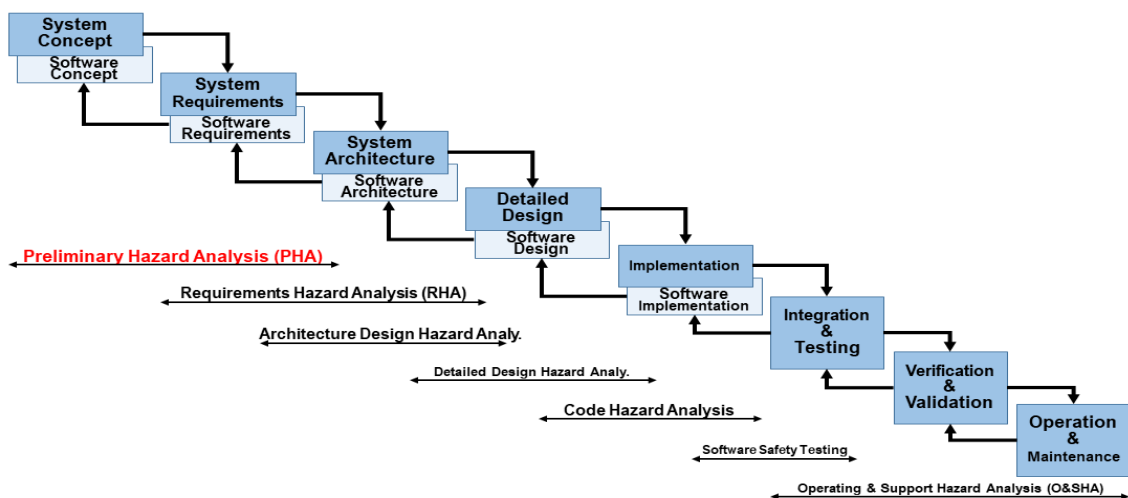 System
Concept
Software
Concept
System
Requirements
Software
Requirements
System
Architecture
Software
Architecture
Detailed
Design
Software
Design
Preliminary Hazard Analysis (PHA)
Implementation
Software
Implementation
Requirements Hazard Analysis (RHA)
Integration
&
Testing
Architecture Design Hazard Analy.
Detailed Design Hazard Analy.
Verification
&
Validation
Code Hazard Analysis
Operation
&
Maintenance
Software Safety Testing
Operating & Support Hazard Analysis (O&SHA)